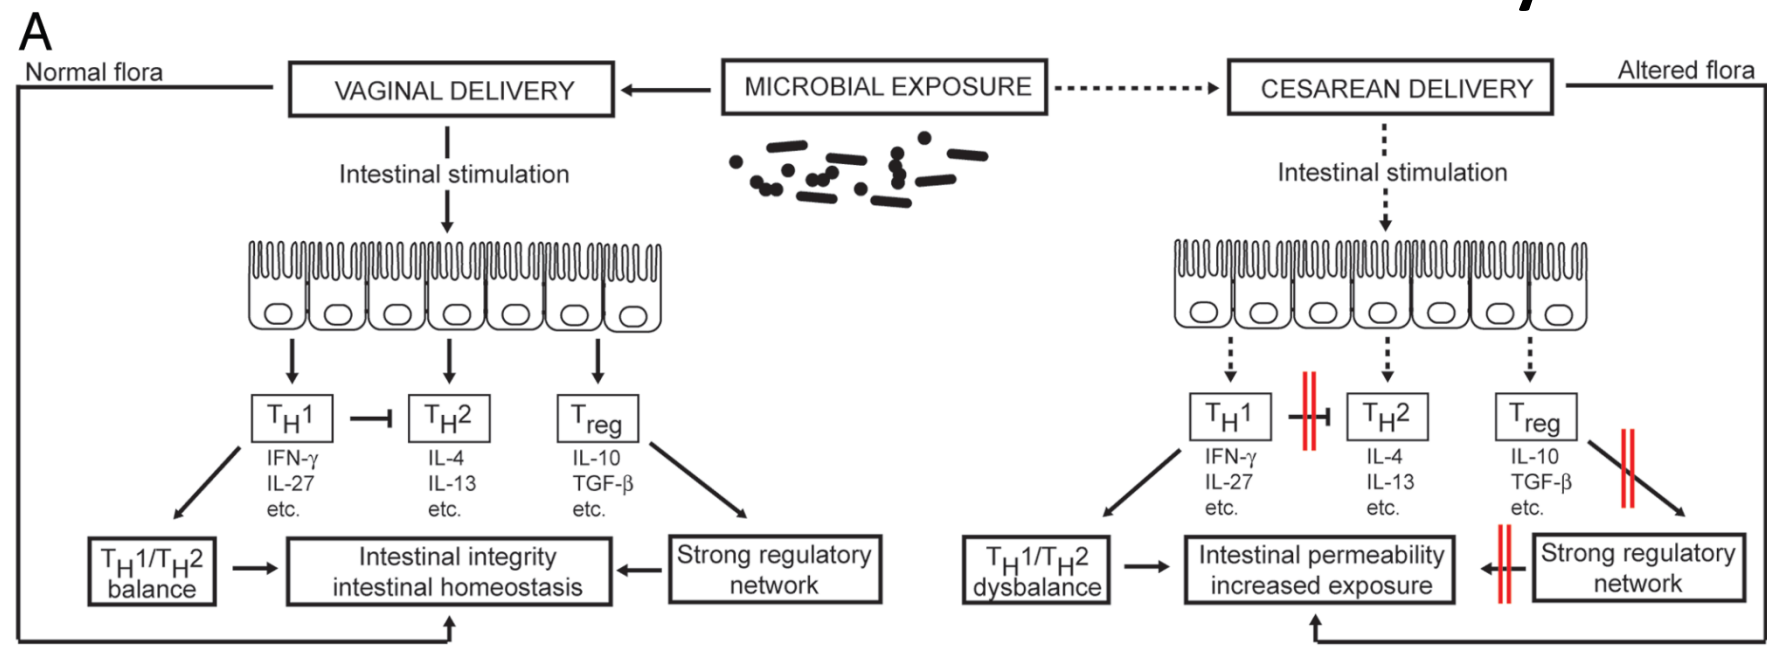 A
Normal flora
VAGINAL DELIVERY
MICROBIAL EXPOSURE
CESAREAN DELIVERY
Altered flora
Intestinal stimulation
Intestinal stimulation
TH1
TH2
Treg
IFN-γ
IL-27
etc.
IL-4
IL-13
etc.
IL-10
TGF-β
etc.
TH1/TH2
balance
Intestinal integrity
intestinal homeostasis
Strong regulatory
network
TH1
TH2
Treg
IFN-γ
IL-27
etc.
IL-4
IL-13
etc.
IL-10
TGF-β
etc.
TH1/TH2
dysbalance
Intestinal permeability
increased exposure
Strong regulatory
network